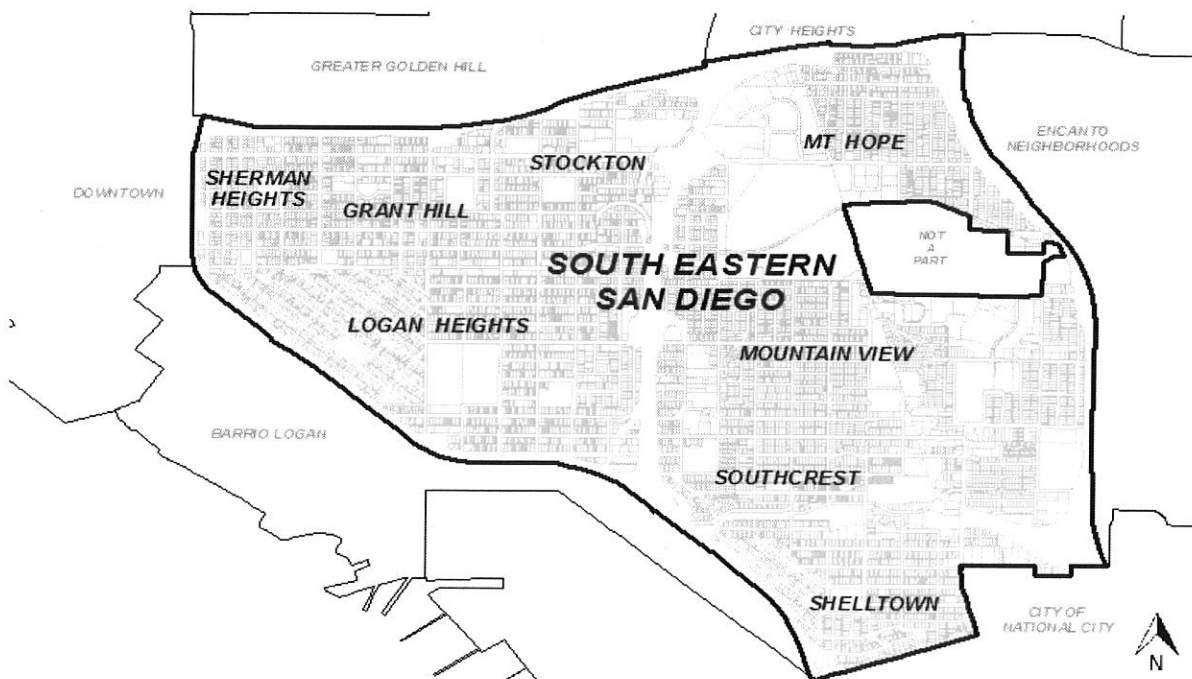 CITY HEIGHTS
GREATER GOLDEN HILL
ENCANTO
NEIGHBORHOODS
MT HOPE
STOCKTON
SHERMAN
HEIGHTS
DOWNTOWN
GRANT HILL
NOT
A
PART
SOUTH EASTERN
SAN DIEGO
LOGAN HEIGHTS
MOUNTAIN VIEW
BARRIO LOGAN
SOUTHCREST
SHELLTOWN
CITY OF
NATIONAL CITY
N